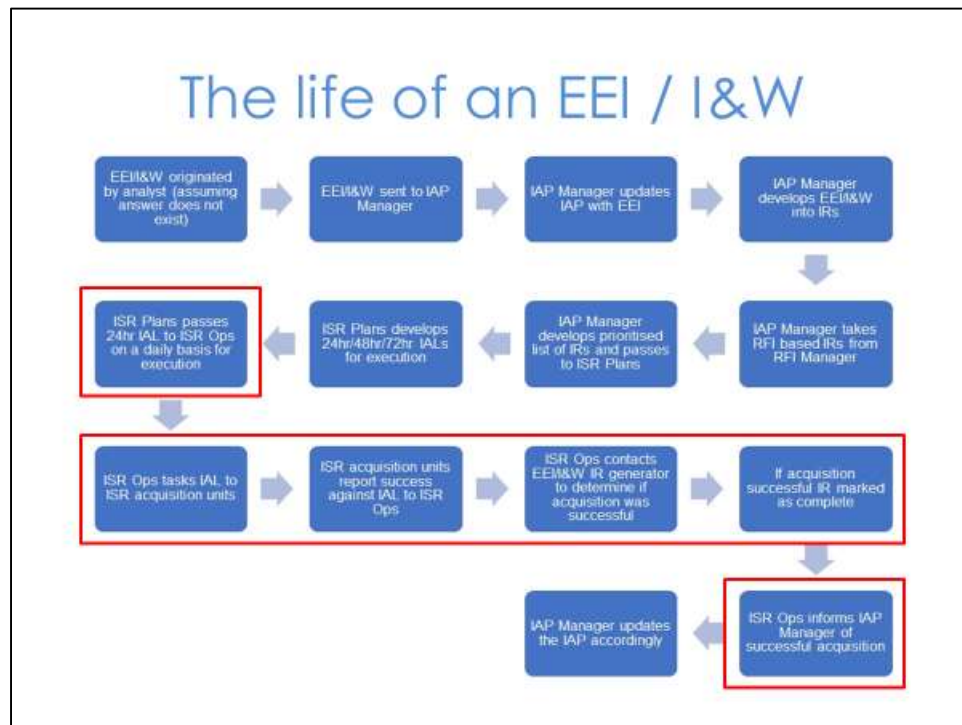 The life of an EEI / I&W
EEI/I&W originated
by analyst (assuming
answer does not
exist)
EEI/I&W sent to IAP
Manager
IAP Manager updates
IAP with EEI
IAP Manager
develops EEI/I&W
into IRs
IAP Manager takes
RFI based IRs from
RFI Manager
IAP Manager
develops prioritised
list of IRs and passes
to ISR Plans
ISR Plans develops
24hr/48hr/72hr IALs
for execution
ISR Plans passes
24hr IAL to ISR Ops
on a daily basis for
execution
ISR Ops tasks IAL to
ISR acquisition units
ISR acquisition units
report success
against IAL to ISR
Ops
ISR Ops contacts
EEI/I&W IR generator
to determine if
acquisition was
successful
If acquisition
successful IR marked
as complete
ISR Ops informs IAP
Manager of
successful acquisition
IAP Manager updates
the IAP accordingly